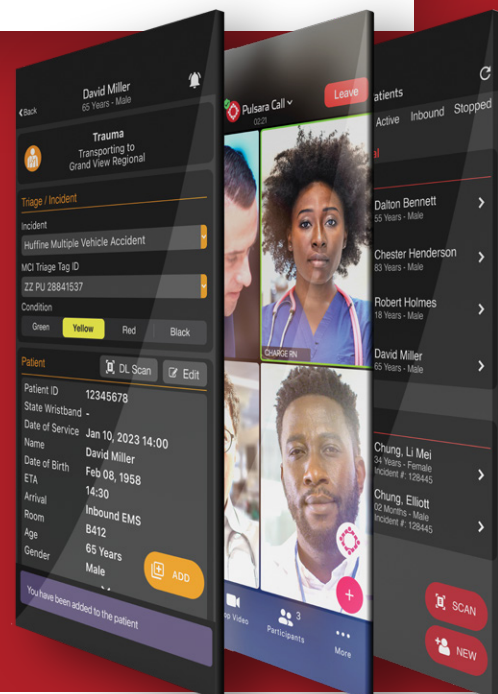 Back
David Miller
65 Years - Male
Trauma
Transporting to
Grand View Regional
Triage / Incident
Incident
Huffine Multiple Vehicle Accident
MCI Triage Tag ID
ZZ PU 28841537
Condition
Green Yellow Red Black
Patient DL Scan Edit
Patient ID 12345678
State Wristband -
Date of Service Jan 10, 2023 14:00
Name David Miller
Date of Birth Feb 08, 1958
ETA 14:30
Arrival Inbound EMS
Room B412
Age 65 Years
Gender Male
ADD
You have been added to the patient
Pulsara Call
02:21
Leave
CHARGE RN
op Video
3
Participants
More
atients
Active Inbound Stopped
al
Dalton Bennett
55 Years - Male
Chester Henderson
83 Years - Male
Robert Holmes
18 Years - Male
David Miller
65 Years - Male
Chung, Li Mei
34 Years - Female
Incident #: 128445
Chung, Elliott
02 Months - Male
Incident #: 128445
SCAN
NEW